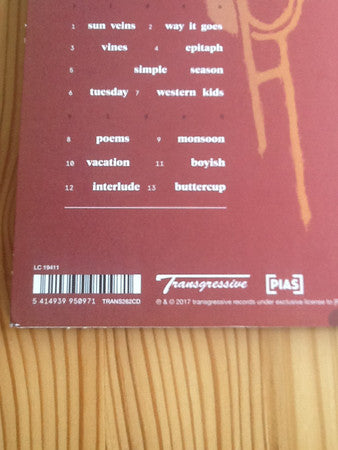 1 sun veins 2 way it goes
3 vines 4 epitaph
5 simple season
6 tuesday 7 western kids
8 poems 9 monsoon
10 vacation 11 boyish
12 interlude 13 buttercup
LC 19411
5 414939 950971 TRANS282CD
Transgressive
[PIAS]
℗ & © 2017 transgressive records under exclusive license to [